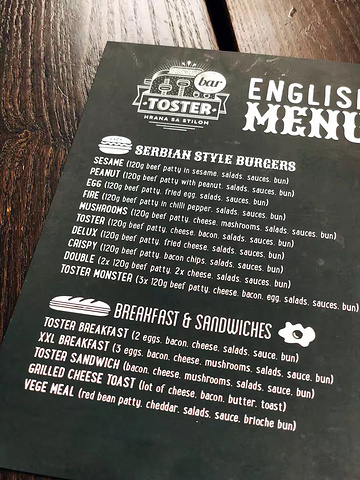 bar
TOSTER
HRANA SA STILOM
ENGLISH
MENU
SERBIAN STYLE BURGERS
SESAME (120g beef patty in sesame. salads. sauces. bun)
PEANUT (120g beef patty with peanut. salads. sauces. bun)
EGG (120g beef patty. fried egg. salads. sauces. bun)
FIRE (120g beef patty in chilli pepper. salads. sauces. bun)
MUSHROOMS (120g beef patty. cheese. mashrooms. salads. sauces. bun)
TOSTER (120g beef patty. cheese. bacon. salads. sauces. bun)
DELUX (120g beef patty. fried cheese. salads. sauces. bun)
CRISPY (120g beef patty. bacon chips. salads. sauces. bun)
DOUBLE (2x 120g beef patty. 2x cheese. salads. sauces. bun)
TOSTER MONSTER (3x 120g beef patty. cheese. bacon. egg. salads. sauces. bun)
BREAKFAST & SANDWICHES
TOSTER BREAKFAST (2 eggs. bacon. cheese. salads. sauce. bun)
XXL BREAKFAST (3 eggs. bacon. cheese. mushrooms. salads. sauce. bun)
TOSTER SANDWICH (bacon. cheese. mushrooms. salads. sauce. bun)
GRILLED CHEESE TOAST (lot of cheese. bacon. butter. toast)
VEGE MEAL (red bean patty. cheddar. salads. sauce. brioche bun)